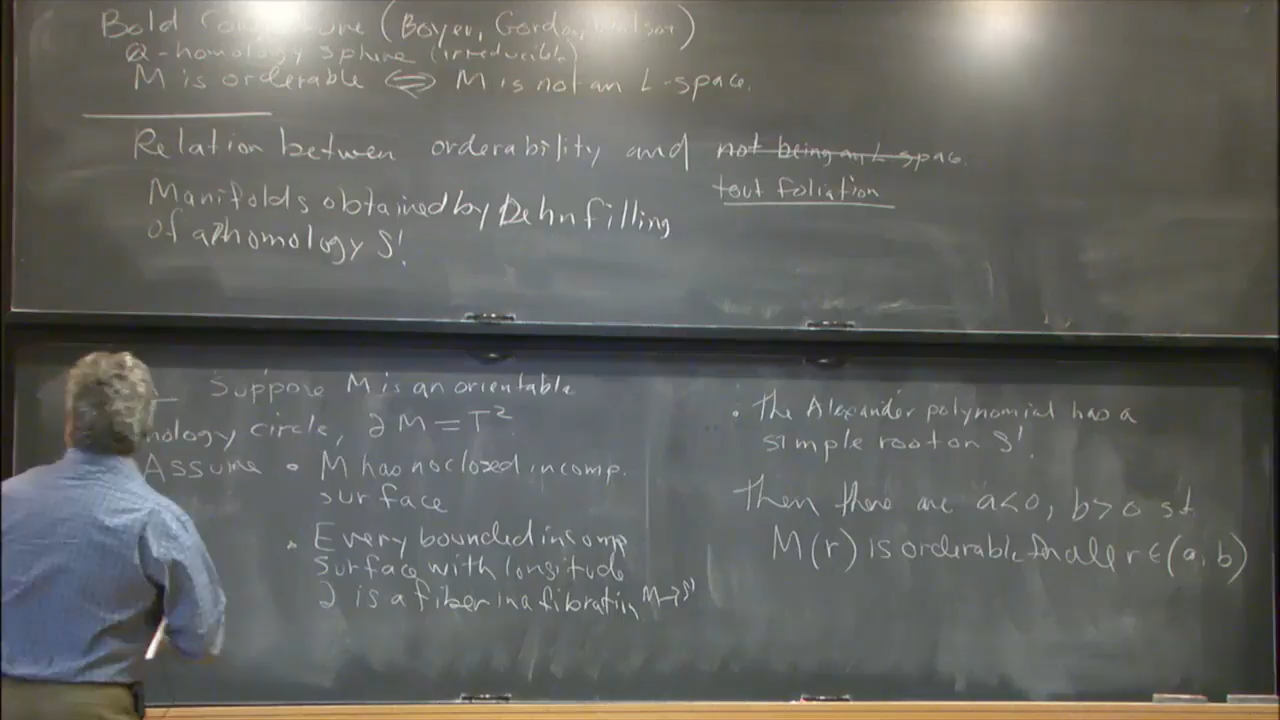 Bold (Boyer, Gordon, Watson)
Q-homology sphere (irreducible)
M is orderable ⟺ M is not an L-space.
Relation between orderability and not being an L-space.
taut foliation
Manifolds obtained by Dehn filling
of a homology S¹
Suppose M is an orientable
mology circle, ∂M = T²
Assume • M has no closed incomp.
surface
• Every bounded incomp
surface with longitude
∂ is a fiber in a fibration M→S¹
• The Alexander polynomial has a
simple root on S¹.
Then there are a<0, b>0 st.
M(r) is orderable for all r∈(a,b)